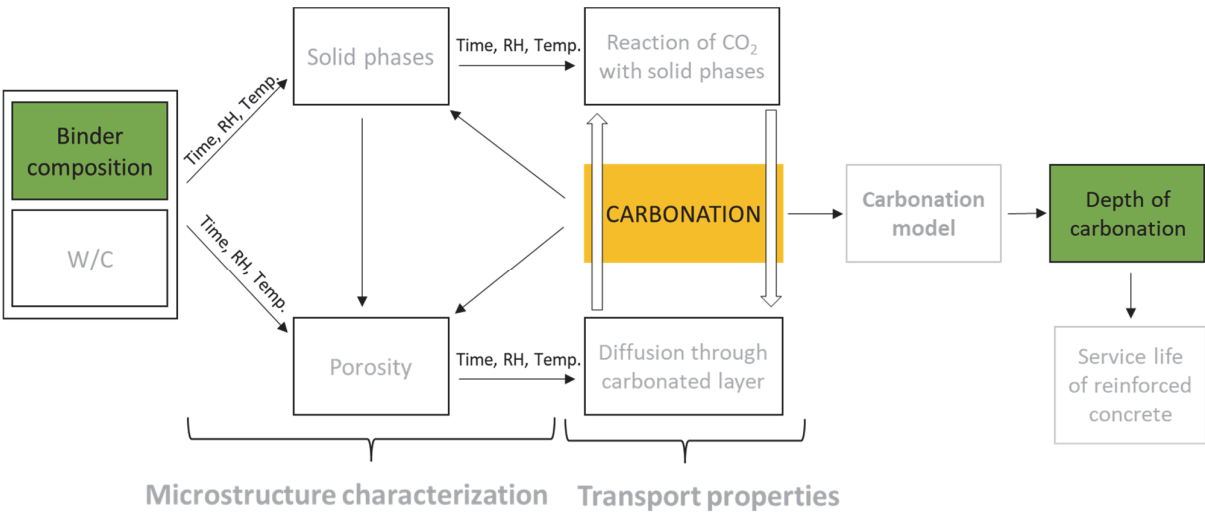 Binder
composition
W/C
Time, RH, Temp.
Time, RH, Temp.
Solid phases
Porosity
Time, RH, Temp.
Time, RH, Temp.
Reaction of CO₂
with solid phases
CARBONATION
Diffusion through
carbonated layer
Carbonation
model
Depth of
carbonation
Service life
of reinforced
concrete
Microstructure characterization
Transport properties